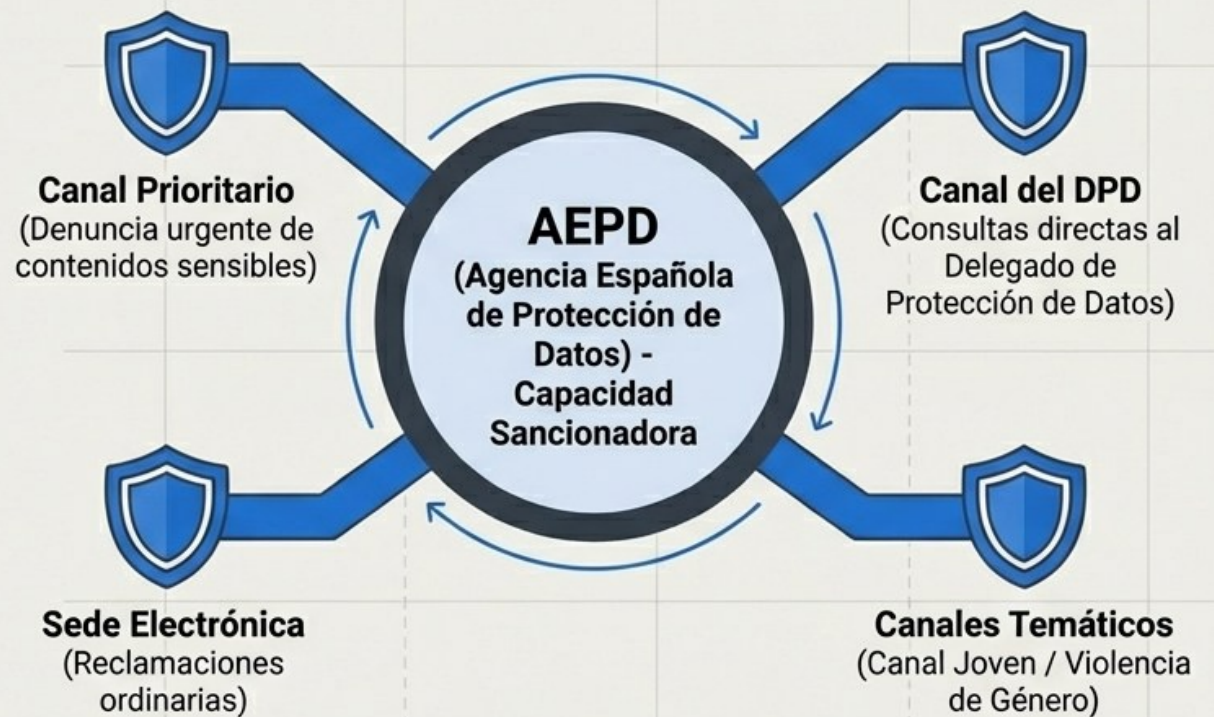 Canal Prioritario
(Denuncia urgente de
contenidos sensibles)
AEPD
(Agencia Española
de Protección de
Datos) -
Capacidad
Sancionadora
Canal del DPD
(Consultas directas al
Delegado de
Protección de Datos)
Sede Electrónica
(Reclamaciones
ordinarias)
Canales Temáticos
(Canal Joven / Violencia
de Género)